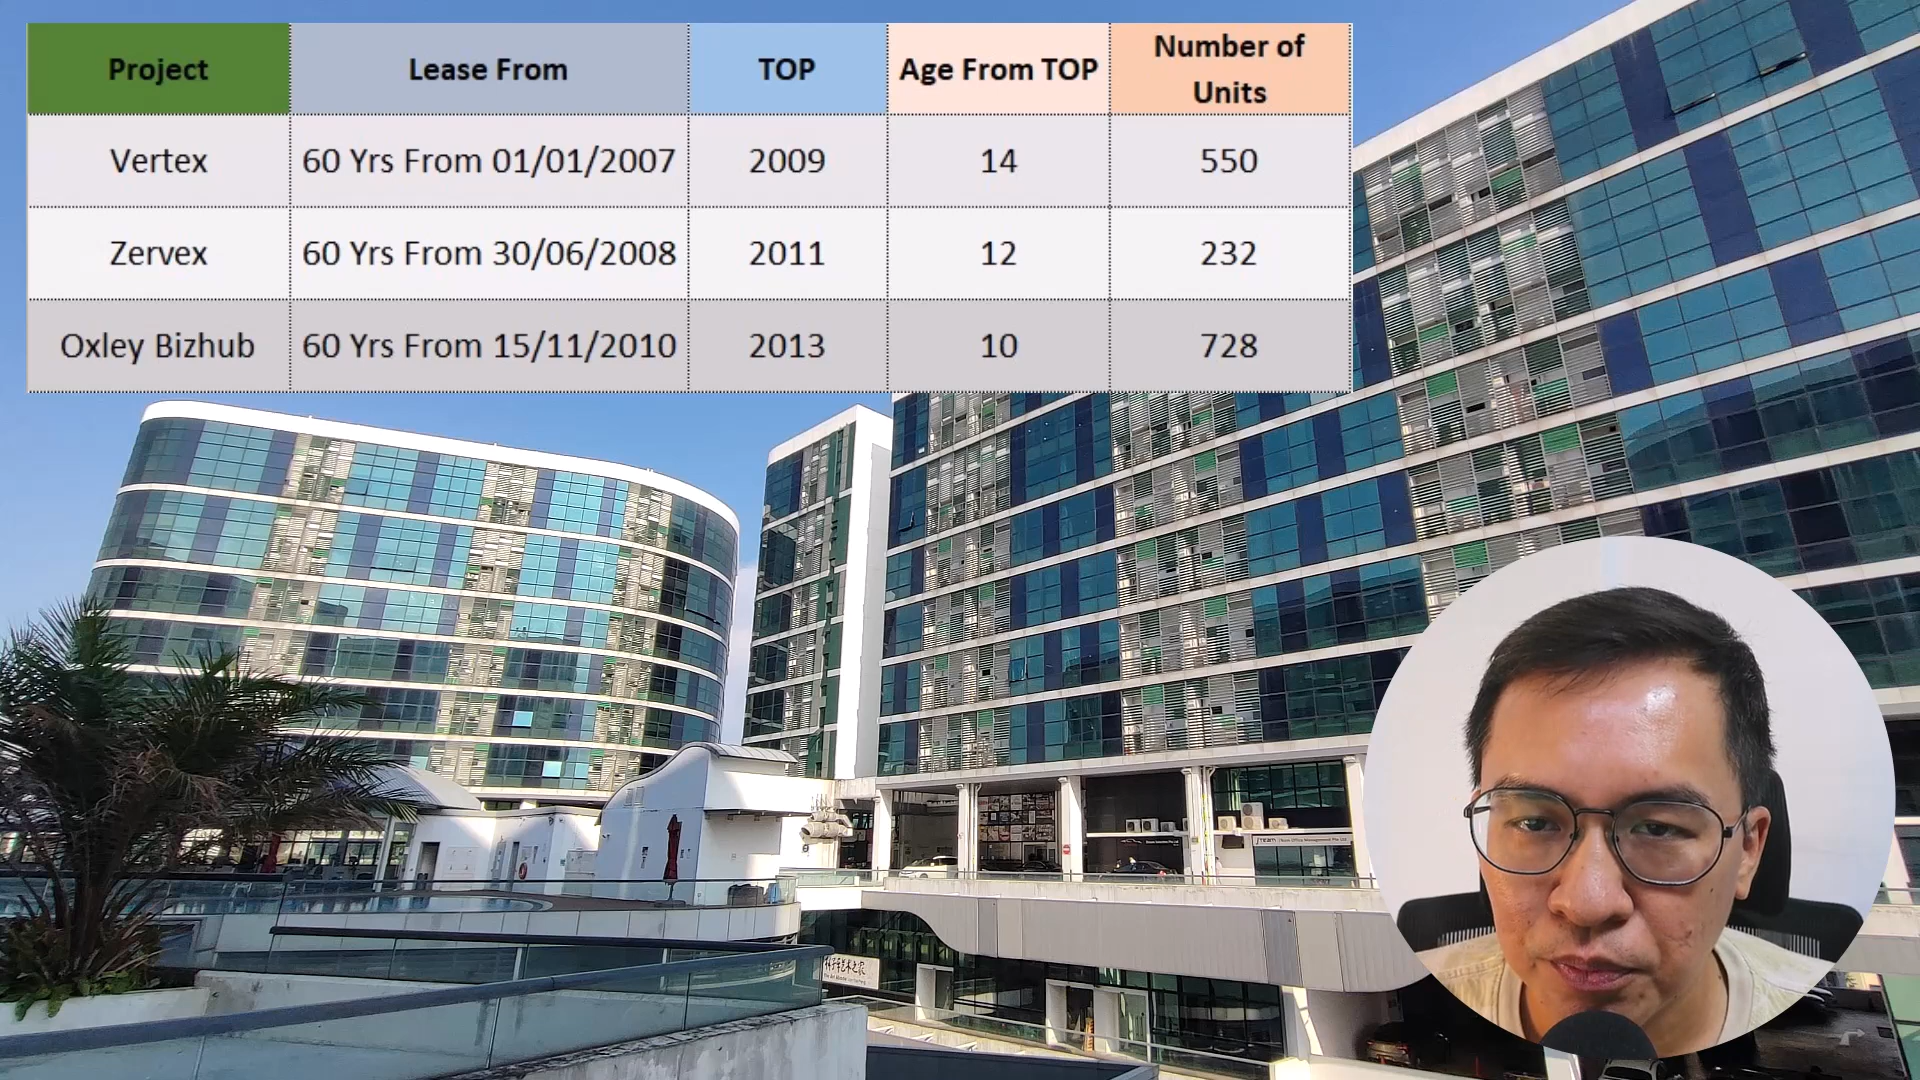 Project Lease From TOP Age From TOP Number of Units
Vertex 60 Yrs From 01/01/2007 2009 14 550
Zervex 60 Yrs From 30/06/2008 2011 12 232
Oxley Bizhub 60 Yrs From 15/11/2010 2013 10 728